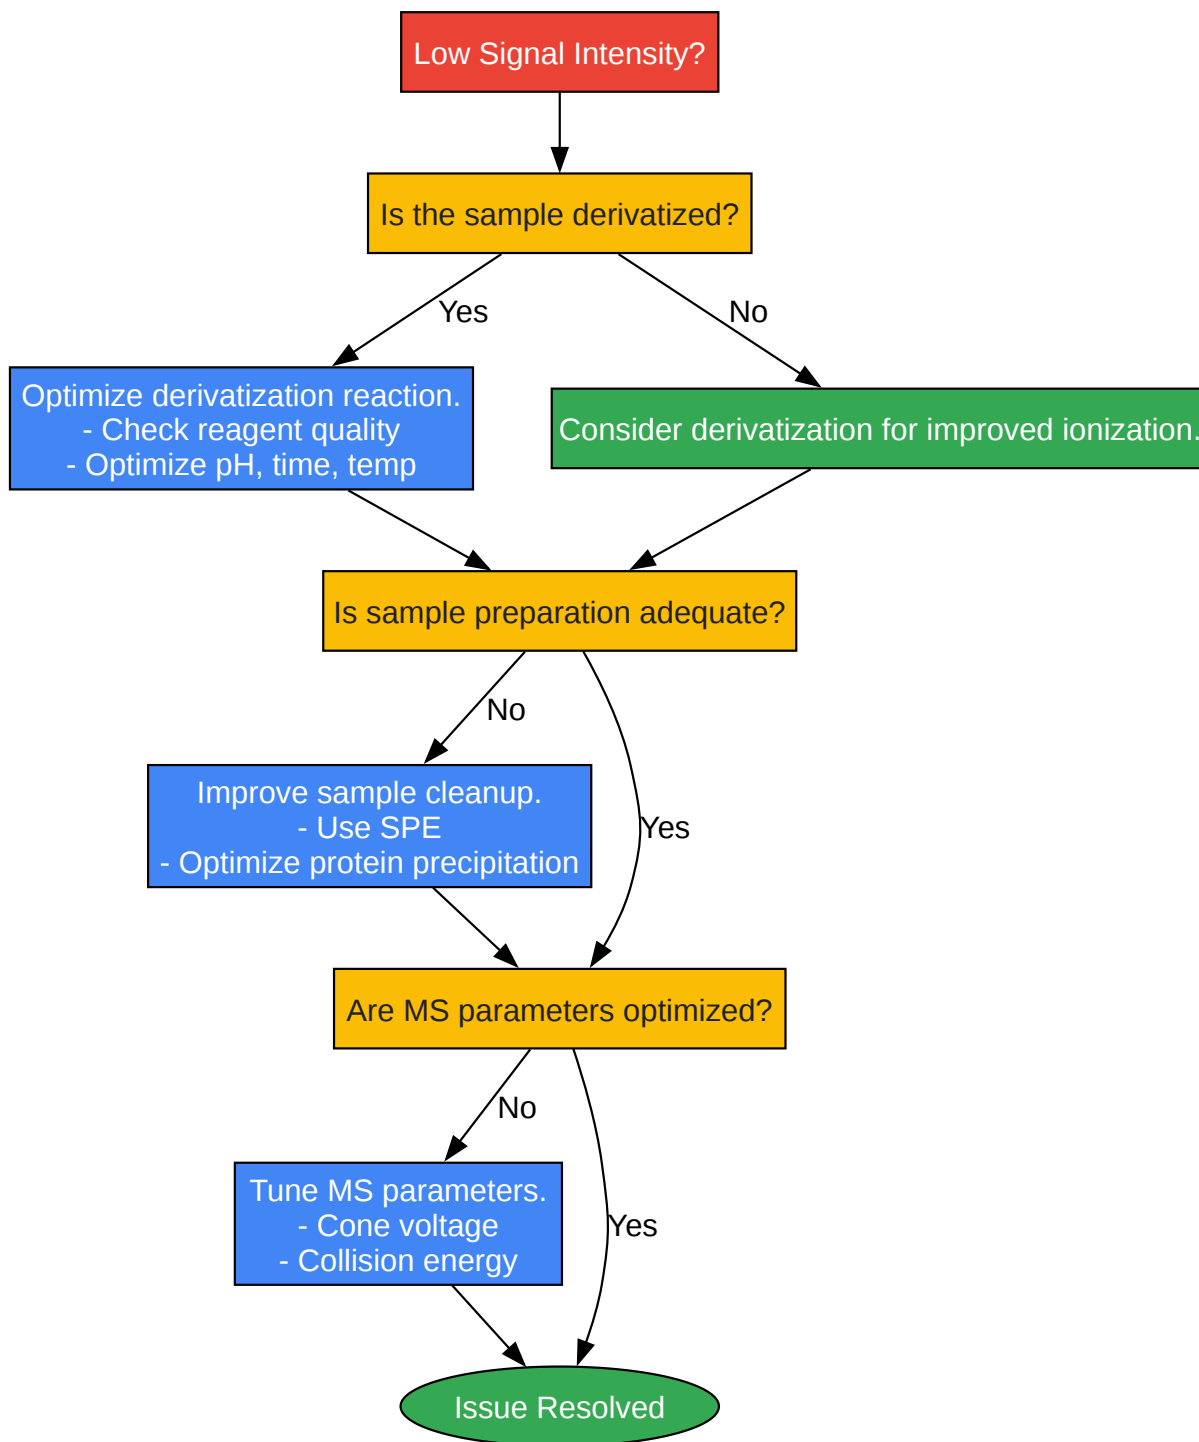 Low Signal Intensity?
Is the sample derivatized?
Yes
No
Optimize derivatization reaction.
- Check reagent quality
- Optimize pH, time, temp
Consider derivatization for improved ionization.
Is sample preparation adequate?
No
Improve sample cleanup.
- Use SPE
- Optimize protein precipitation
Yes
Are MS parameters optimized?
No
Tune MS parameters.
- Cone voltage
- Collision energy
Yes
Issue Resolved